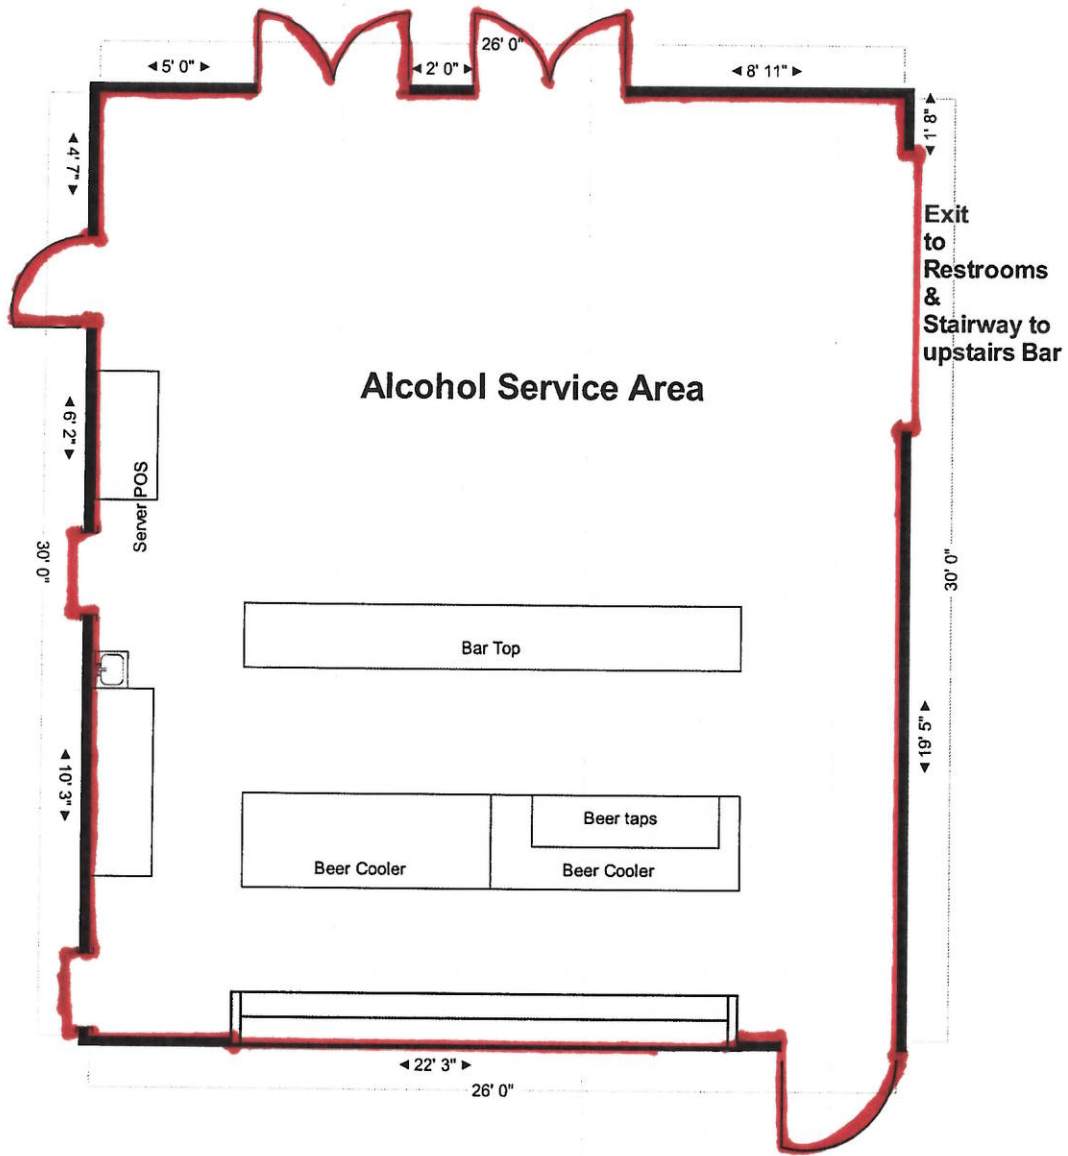 26' 0"
5' 0"
2' 0"
8' 11"
1' 8"
4' 7"
Exit
to
Restrooms
&
Stairway to
upstairs Bar
Alcohol Service Area
6' 2"
Server POS
30' 0"
30' 0"
Bar Top
19' 5"
10' 3"
Beer taps
Beer Cooler
Beer Cooler
22' 3"
26' 0"